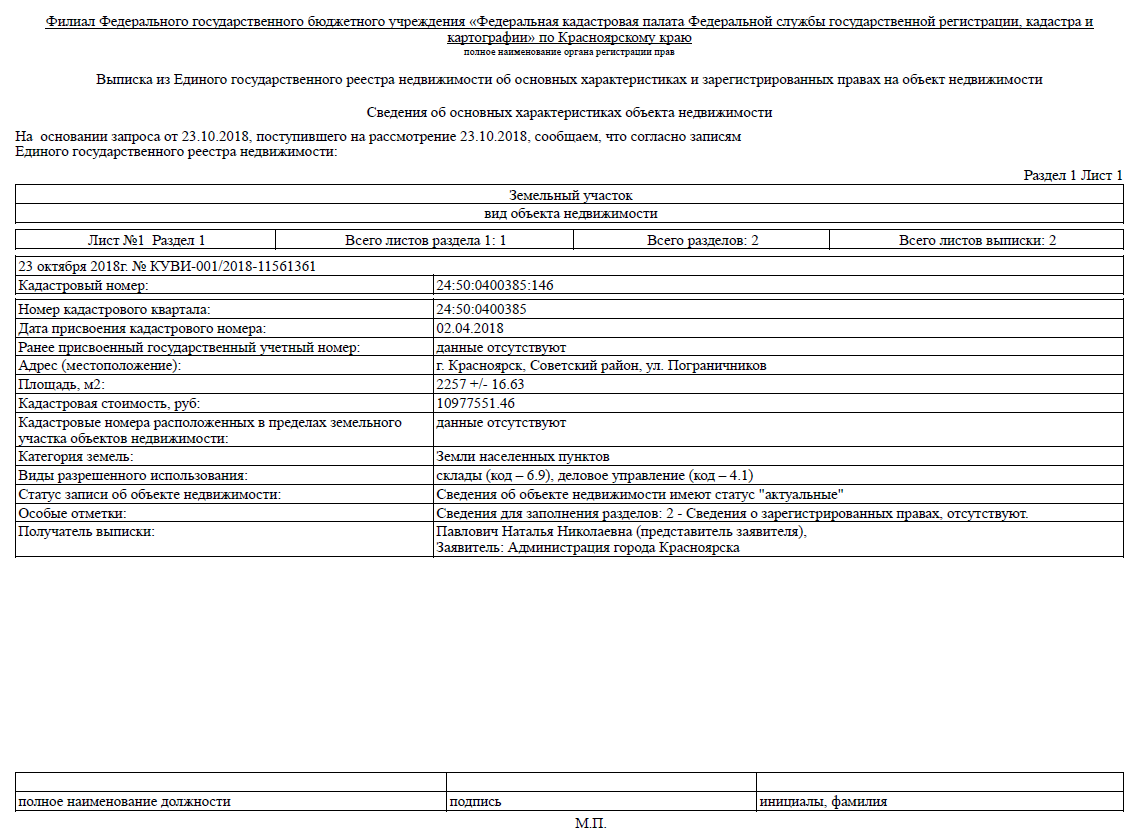 Филиал Федерального государственного бюджетного учреждения «Федеральная кадастровая палата Федеральной службы государственной регистрации, кадастра и
картографии» по Красноярскому краю
полное наименование органа регистрации прав
Выписка из Единого государственного реестра недвижимости об основных характеристиках и зарегистрированных правах на объект недвижимости
Сведения об основных характеристиках объекта недвижимости
На основании запроса от 23.10.2018, поступившего на рассмотрение 23.10.2018, сообщаем, что согласно записям
Единого государственного реестра недвижимости:
Раздел 1 Лист 1
Земельный участок
вид объекта недвижимости
Лист №1 Раздел 1 Всего листов раздела 1: 1 Всего разделов: 2 Всего листов выписки: 2
23 октября 2018г. № КУВИ-001/2018-11561361
Кадастровый номер: 24:50:0400385:146
Номер кадастрового квартала: 24:50:0400385
Дата присвоения кадастрового номера: 02.04.2018
Ранее присвоенный государственный учетный номер: данные отсутствуют
Адрес (местоположение): г. Красноярск, Советский район, ул. Пограничников
Площадь, м2: 2257 +/- 16.63
Кадастровая стоимость, руб: 10977551.46
Кадастровые номера расположенных в пределах земельного данные отсутствуют
участка объектов недвижимости:
Категория земель: Земли населенных пунктов
Виды разрешенного использования: склады (код – 6.9), деловое управление (код – 4.1)
Статус записи об объекте недвижимости: Сведения об объекте недвижимости имеют статус "актуальные"
Особые отметки: Сведения для заполнения разделов: 2 - Сведения о зарегистрированных правах, отсутствуют.
Получатель выписки: Павлович Наталья Николаевна (представитель заявителя),
Заявитель: Администрация города Красноярска
полное наименование должности подпись инициалы, фамилия
М.П.